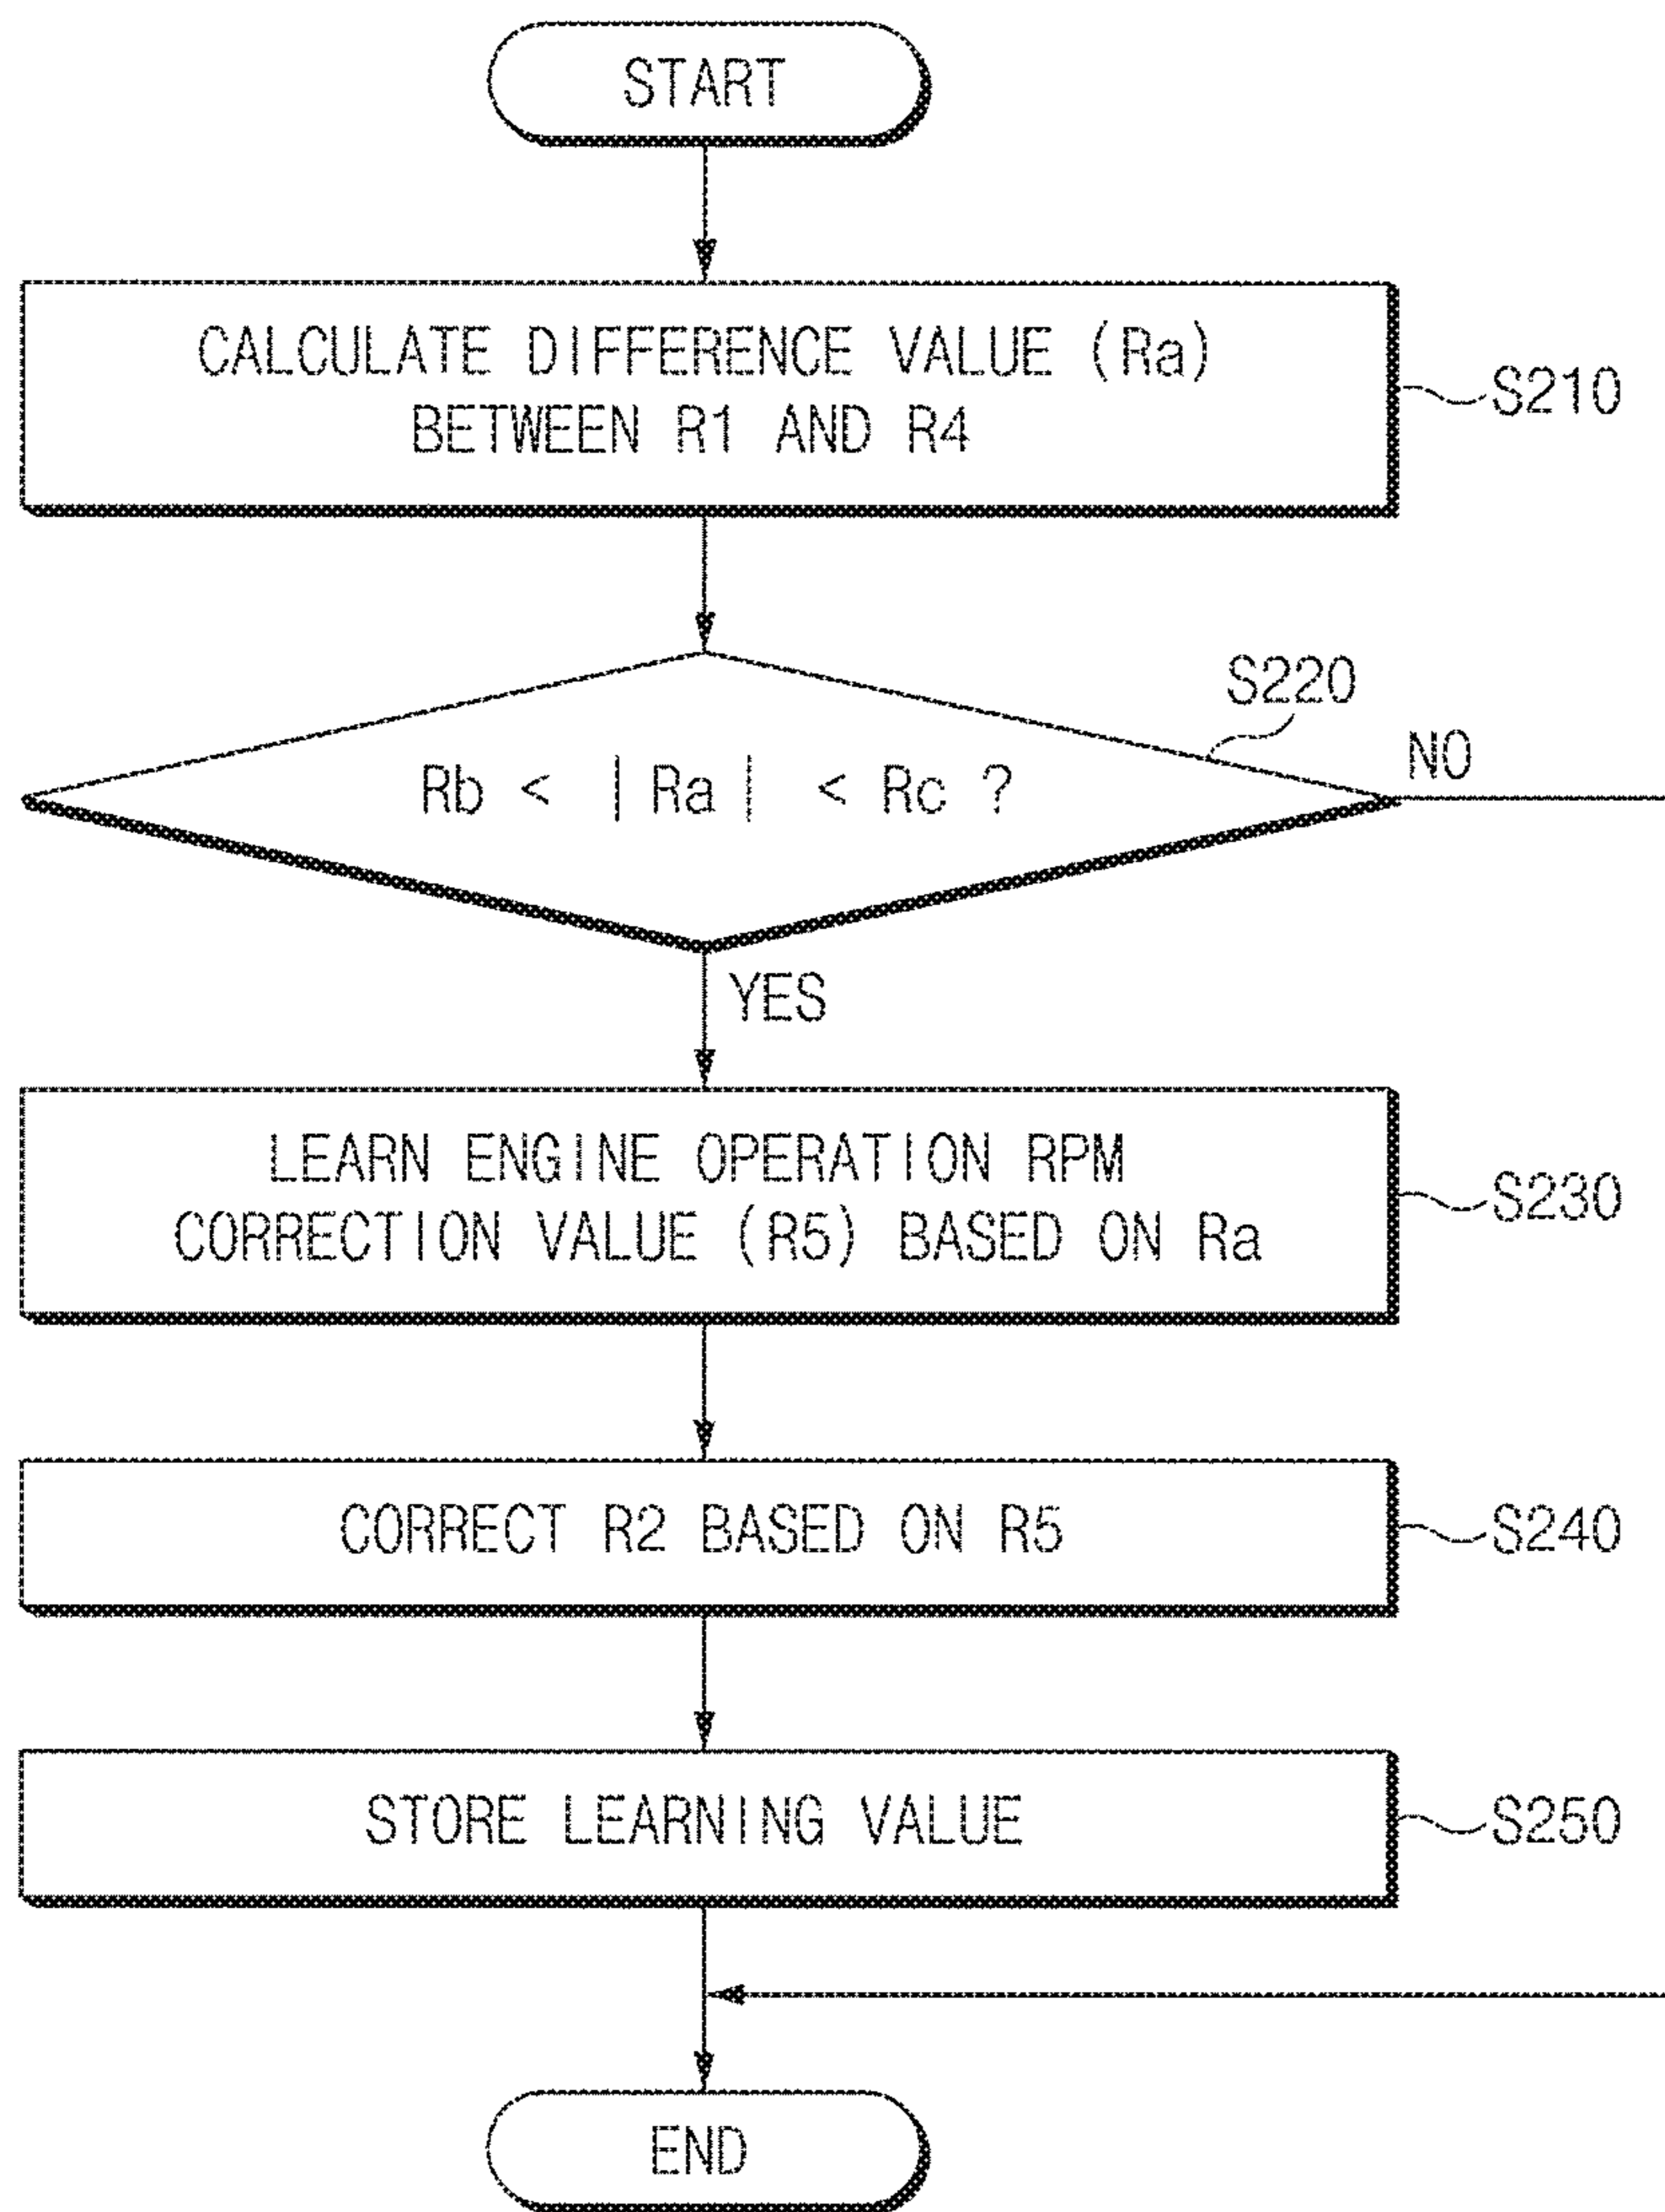 START
CALCULATE DIFFERENCE VALUE (Ra)
BETWEEN R1 AND R4
S210
S220
Rb < | Ra | < Rc ?
NO
YES
LEARN ENGINE OPERATION RPM
CORRECTION VALUE (R5) BASED ON Ra
S230
CORRECT R2 BASED ON R5
S240
STORE LEARNING VALUE
S250
END